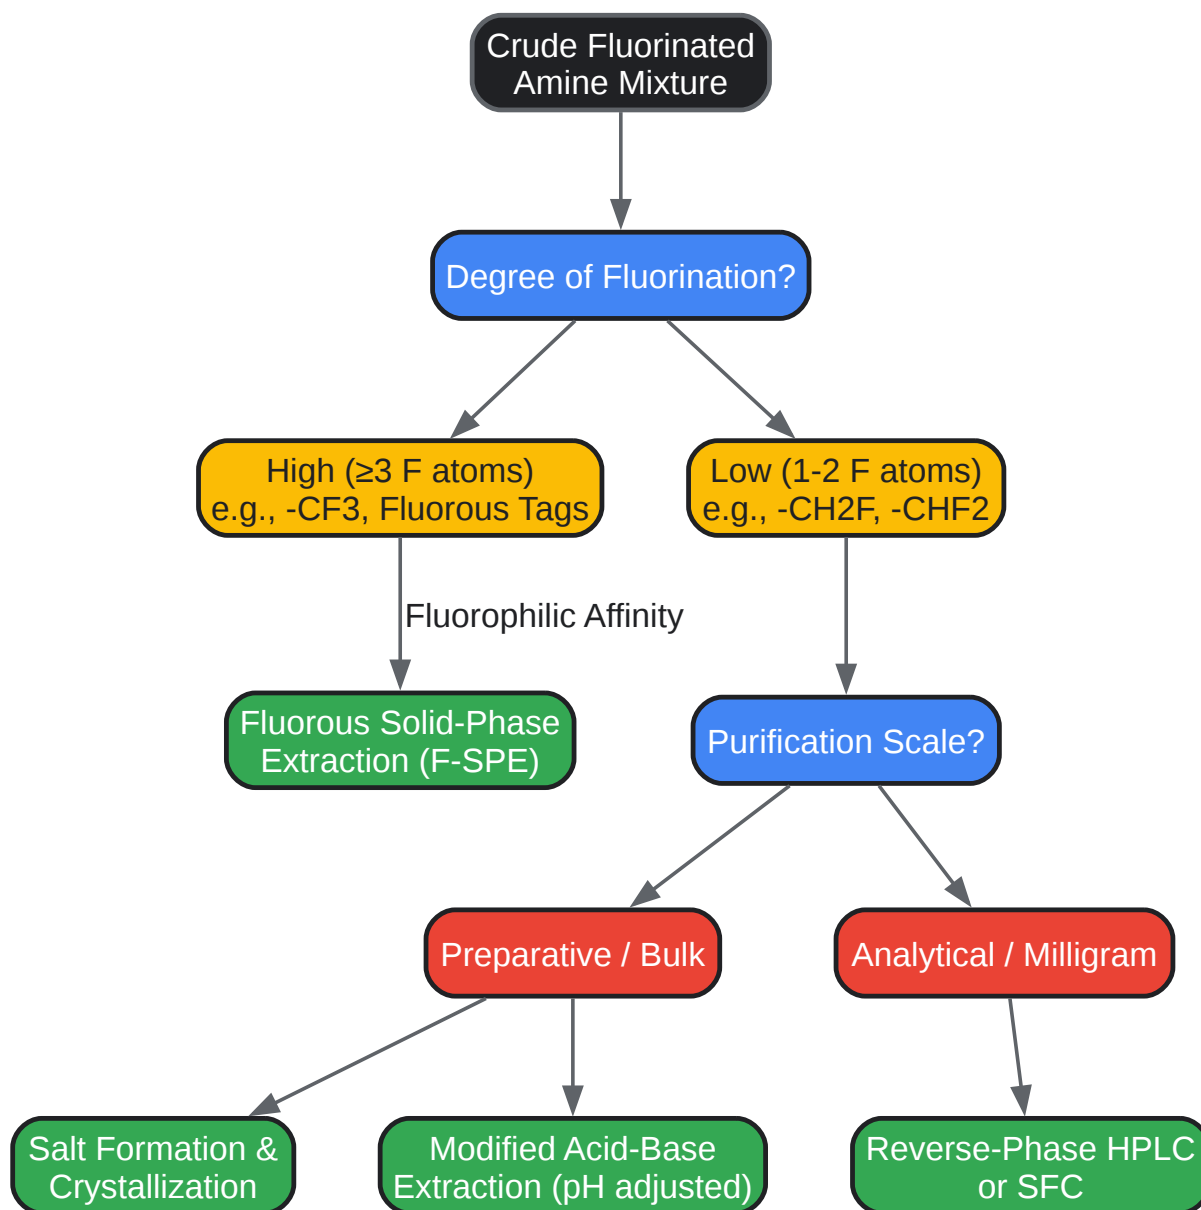 Crude Fluorinated
Amine Mixture
Degree of Fluorination?
High (≥3 F atoms)
e.g., -CF3, Fluorous Tags
Low (1-2 F atoms)
e.g., -CH2F, -CHF2
Fluorophilic Affinity
Fluorous Solid-Phase
Extraction (F-SPE)
Purification Scale?
Preparative / Bulk
Analytical / Milligram
Salt Formation &
Crystallization
Modified Acid-Base
Extraction (pH adjusted)
Reverse-Phase HPLC
or SFC